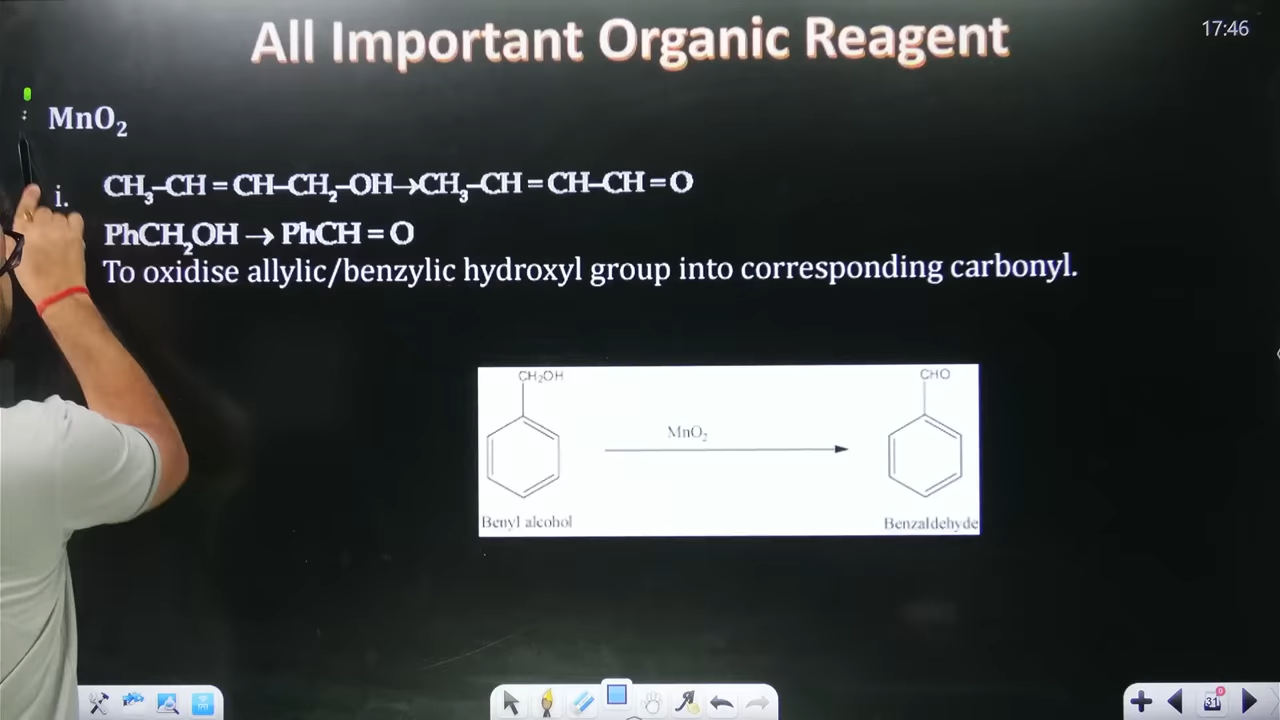 All Important Organic Reagent
17:46
: MnO₂
i. CH₃–CH=CH–CH₂–OH→CH₃–CH=CH–CH=O
PhCH₂OH → PhCH=O
To oxidise allylic/benzylic hydroxyl group into corresponding carbonyl.
CH₂OH
CHO
MnO₂
Benyl alcohol
Benzaldehyde
31